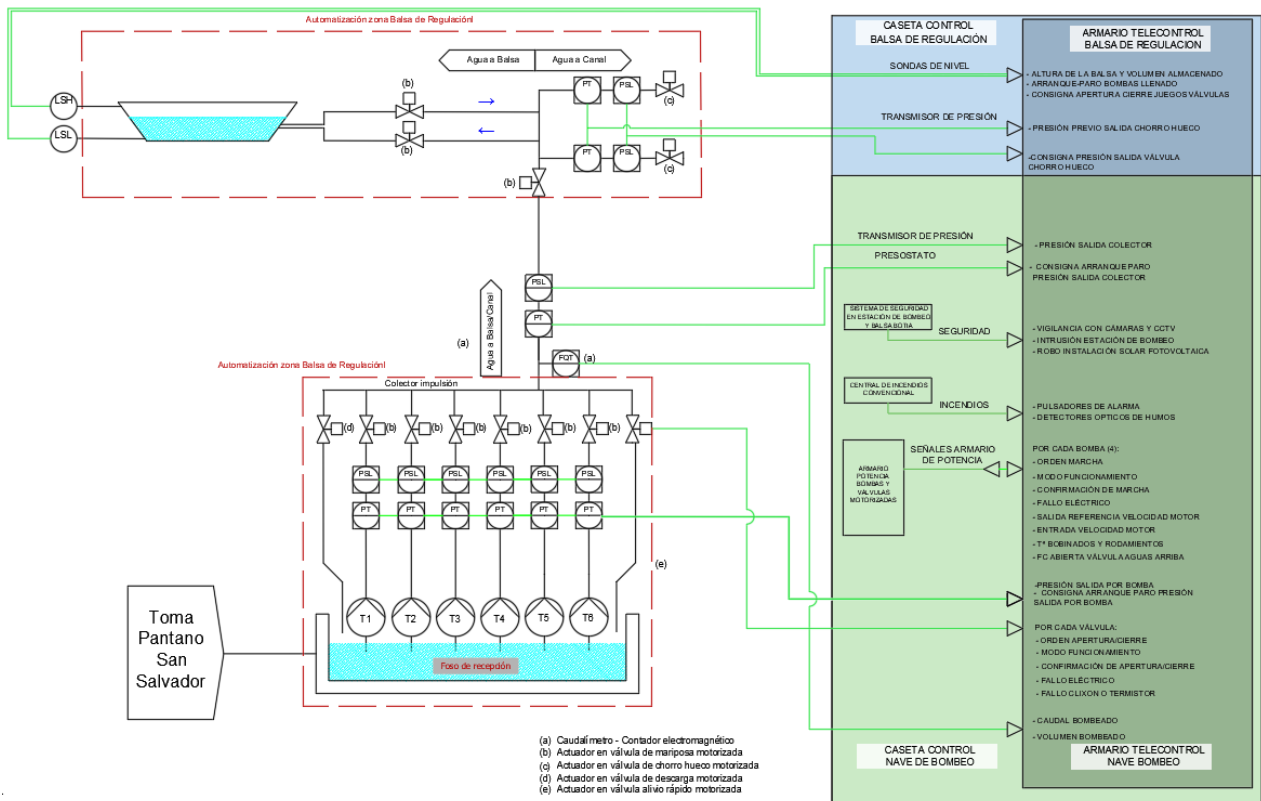 Automatización zona Balsa de Regulaciónl
Agua a Balsa
Agua a Canal
(b)
PT
PSL
(c)
LSH
LSL
(b)
PT
PSL
(c)
(b)
PSL
PT
(a)
Agua a Balsa/Canal
FQT
(a)
Automatización zona Balsa de Regulaciónl
Colector impulsión
(d)
(b)
(b)
(b)
(b)
(b)
(b)
PSL
PSL
PSL
PSL
PSL
PSL
PT
PT
PT
PT
PT
PT
(e)
T1
T2
T3
T4
T5
T6
Foso de recepción
Toma
Pantano
San
Salvador
(a) Caudalímetro - Contador electromagnético
(b) Actuador en válvula de mariposa motorizada
(c) Actuador en válvula de chorro hueco motorizada
(d) Actuador en válvula de descarga motorizada
(e) Actuador en válvula alivio rápido motorizada
CASETA CONTROL
BALSA DE REGULACIÓN
ARMARIO TELECONTROL
BALSA DE REGULACION
SONDAS DE NIVEL
- ALTURA DE LA BALSA Y VOLUMEN ALMACENADO
- ARRANQUE-PARO BOMBAS LLENADO
- CONSIGNA APERTURA CIERRE JUEGOS VÁLVULAS
TRANSMISOR DE PRESIÓN
- PRESIÓN PREVIO SALIDA CHORRO HUECO
-CONSIGNA PRESIÓN SALIDA VÁLVULA
CHORRO HUECO
TRANSMISOR DE PRESIÓN
- PRESIÓN SALIDA COLECTOR
PRESOSTATO
- CONSIGNA ARRANQUE PARO
PRESIÓN SALIDA COLECTOR
SISTEMA DE SEGURIDAD
EN ESTACIÓN DE BOMBEO
Y BALSA BOTIA
SEGURIDAD
- VIGILANCIA CON CÁMARAS Y CCTV
- INTRUSIÓN ESTACIÓN DE BOMBEO
- ROBO INSTALACIÓN SOLAR FOTOVOLTAICA
CENTRAL DE INCENDIOS
CONVENCIONAL
INCENDIOS
- PULSADORES DE ALARMA
- DETECTORES OPTICOS DE HUMOS
ARMARIO
POTENCIA
BOMBAS Y
VÁLVULAS
MOTORIZADAS
SEÑALES ARMARIO
DE POTENCIA
POR CADA BOMBA (4):
- ORDEN MARCHA
- MODO FUNCIONAMIENTO
- CONFIRMACIÓN DE MARCHA
- FALLO ELÉCTRICO
- SALIDA REFERENCIA VELOCIDAD MOTOR
- ENTRADA VELOCIDAD MOTOR
- Tª BOBINADOS Y RODAMIENTOS
- FC ABIERTA VÁLVULA AGUAS ARRIBA
-PRESIÓN SALIDA POR BOMBA
- CONSIGNA ARRANQUE PARO PRESIÓN
SALIDA POR BOMBA
POR CADA VÁLVULA:
- ORDEN APERTURA/CIERRE
- MODO FUNCIONAMIENTO
- CONFIRMACIÓN DE APERTURA/CIERRE
- FALLO ELÉCTRICO
- FALLO CLIXON O TERMISTOR
- CAUDAL BOMBEADO
- VOLUMEN BOMBEADO
CASETA CONTROL
NAVE DE BOMBEO
ARMARIO TELECONTROL
NAVE BOMBEO